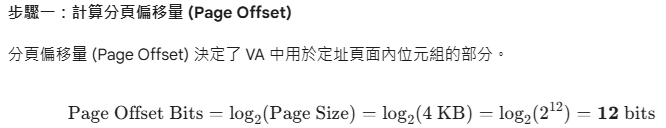 步驟一：計算分頁偏移量 (Page Offset)
分頁偏移量 (Page Offset) 決定了 VA 中用於定址頁面內位元組的部分。
Page Offset Bits = log₂(Page Size) = log₂(4 KB) = log₂(2¹²) = 12 bits